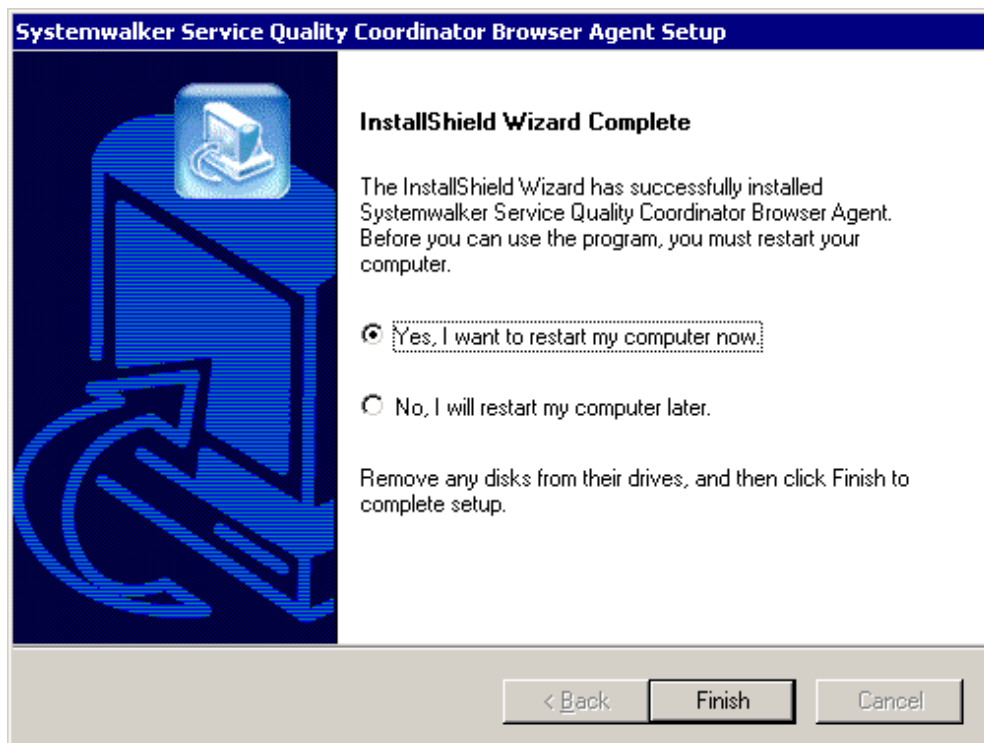 Systemwalker Service Quality Coordinator Browser Agent Setup
InstallShield Wizard Complete
The InstallShield Wizard has successfully installed
Systemwalker Service Quality Coordinator Browser Agent.
Before you can use the program, you must restart your
computer.
Yes, I want to restart my computer now.
No, I will restart my computer later.
Remove any disks from their drives, and then click Finish to
complete setup.
< Back
Finish
Cancel